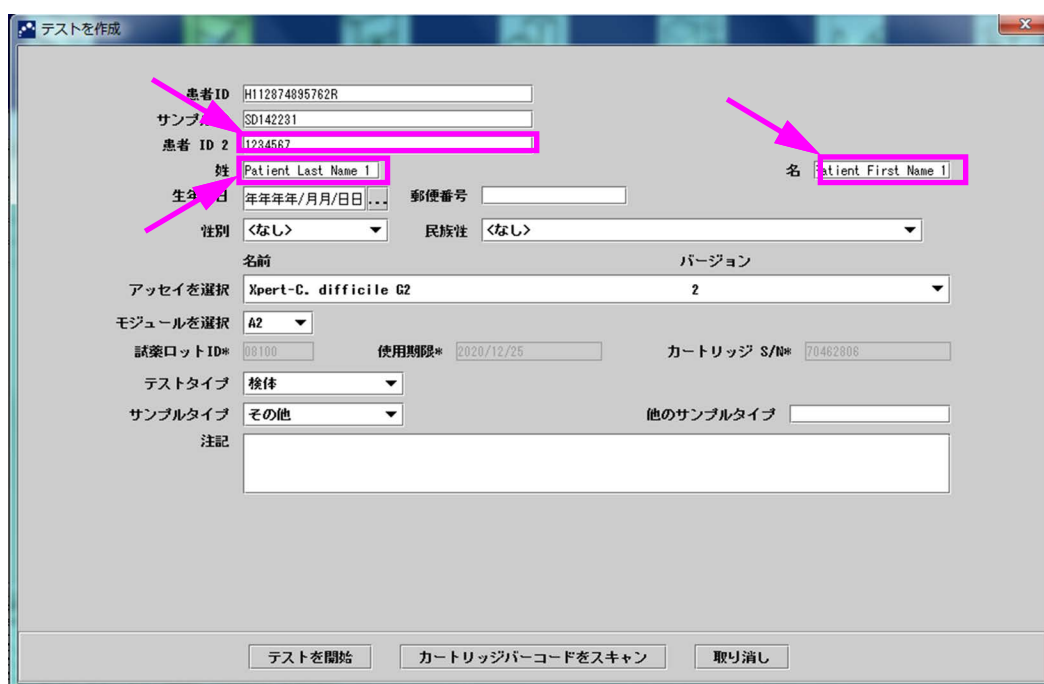 テストを作成
患者ID H112874895762R
サンプル SD142231
患者 ID 2 1234567
姓 Patient Last Name 1 名 Patient First Name 1
生年 日 年年年年/月月/日日 ... 郵便番号
性別 <なし> 民族性 <なし>
名前 バージョン
アッセイを選択 Xpert-C. difficile G2 2
モジュールを選択 A2
試薬ロットID* 08100 使用期限* 2020/12/25 カートリッジ S/N* 70462806
テストタイプ 検体
サンプルタイプ その他 他のサンプルタイプ
注記
テストを開始 カートリッジバーコードをスキャン 取り消し